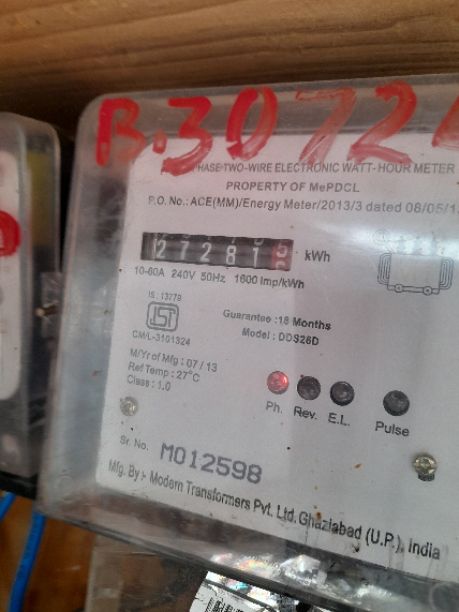 B.3072
PHASE TWO-WIRE ELECTRONIC WATT-HOUR METER
PROPERTY OF MePDCL
P.O. No.: ACE(MM)/Energy Meter/2013/3 dated 08/05/1
27281 kWh
10-60A 240V 50Hz 1600 Imp/kWh
IS:13779
ISI
CM/L-3101324
Guarantee :18 Months
Model : DDS28D
M/Yr of Mfg : 07 / 13
Ref Temp : 27°C
Class : 1.0
Ph. Rev. E.L. Pulse
Sr. No. M012598
Mfg. By :- Modern Transformers Pvt. Ltd. Ghaziabad (U.P.), India